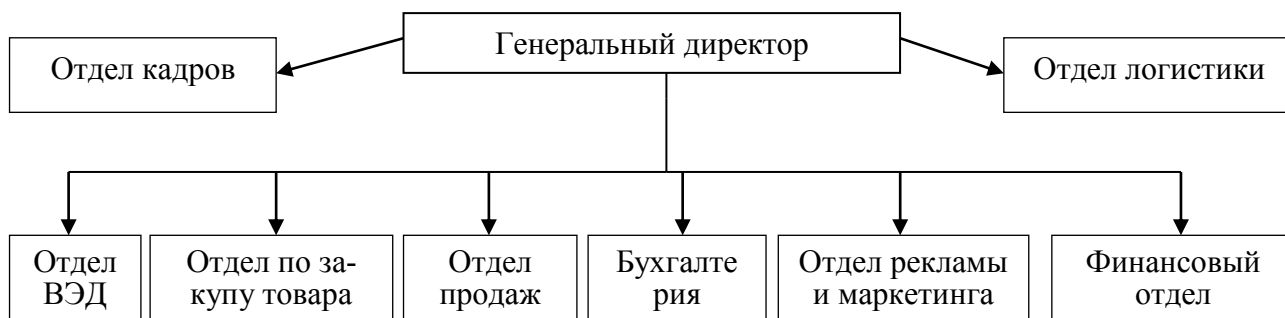 Генеральный директор
Отдел кадров
Отдел логистики
Отдел
ВЭД
Отдел по за-
купу товара
Отдел
продаж
Бухгалте
рия
Отдел рекламы
и маркетинга
Финансовый
отдел